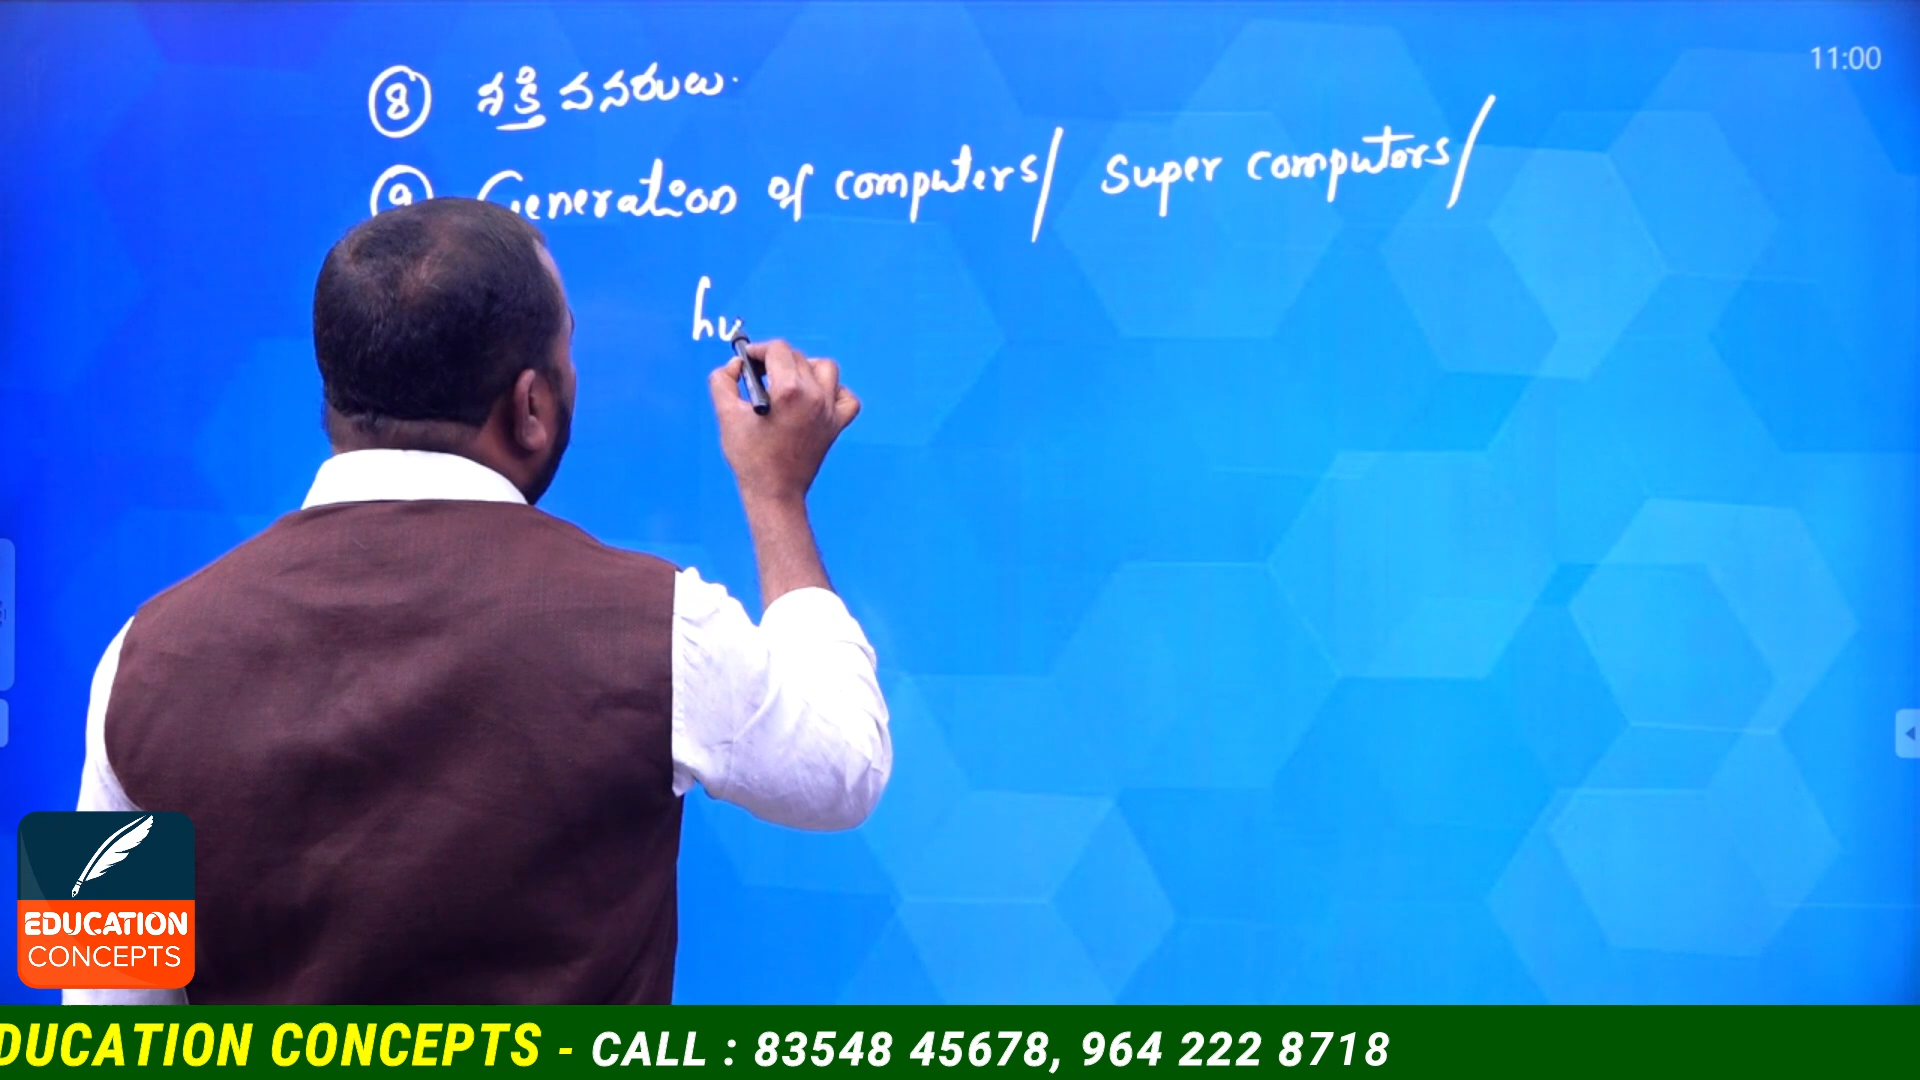 11:00
8 శక్తి వనరులు.
9 Generation of computers/ super computers/
hu
EDUCATION
CONCEPTS
DUCATION CONCEPTS - CALL : 83548 45678, 964 222 8718